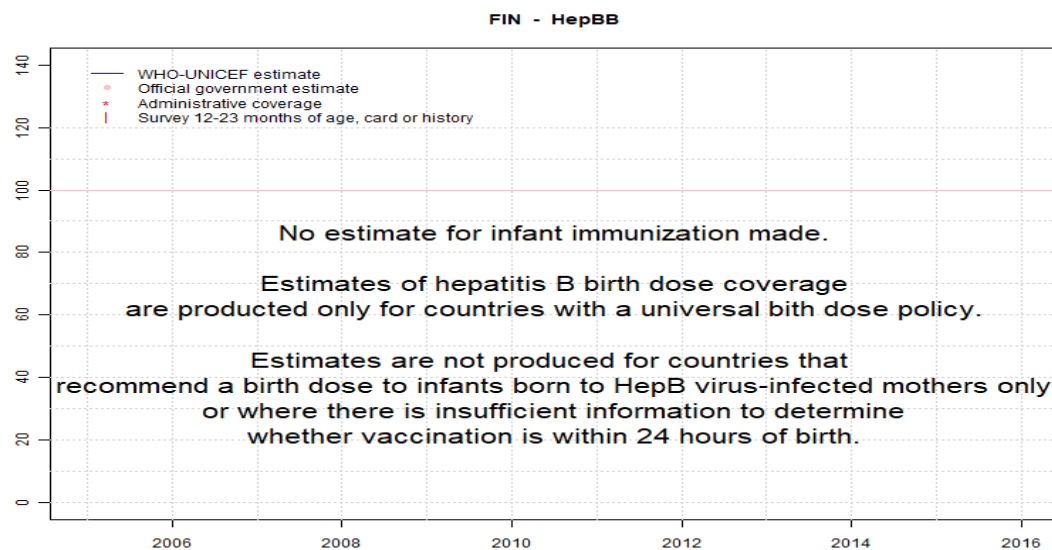 FIN - HepBB
140
120
100
80
60
40
20
0
WHO-UNICEF estimate
Official government estimate
Administrative coverage
Survey 12-23 months of age, card or history
No estimate for infant immunization made.
Estimates of hepatitis B birth dose coverage
are producted only for countries with a universal bith dose policy.
Estimates are not produced for countries that
recommend a birth dose to infants born to HepB virus-infected mothers only
or where there is insufficient information to determine
whether vaccination is within 24 hours of birth.
2006 2008 2010 2012 2014 2016